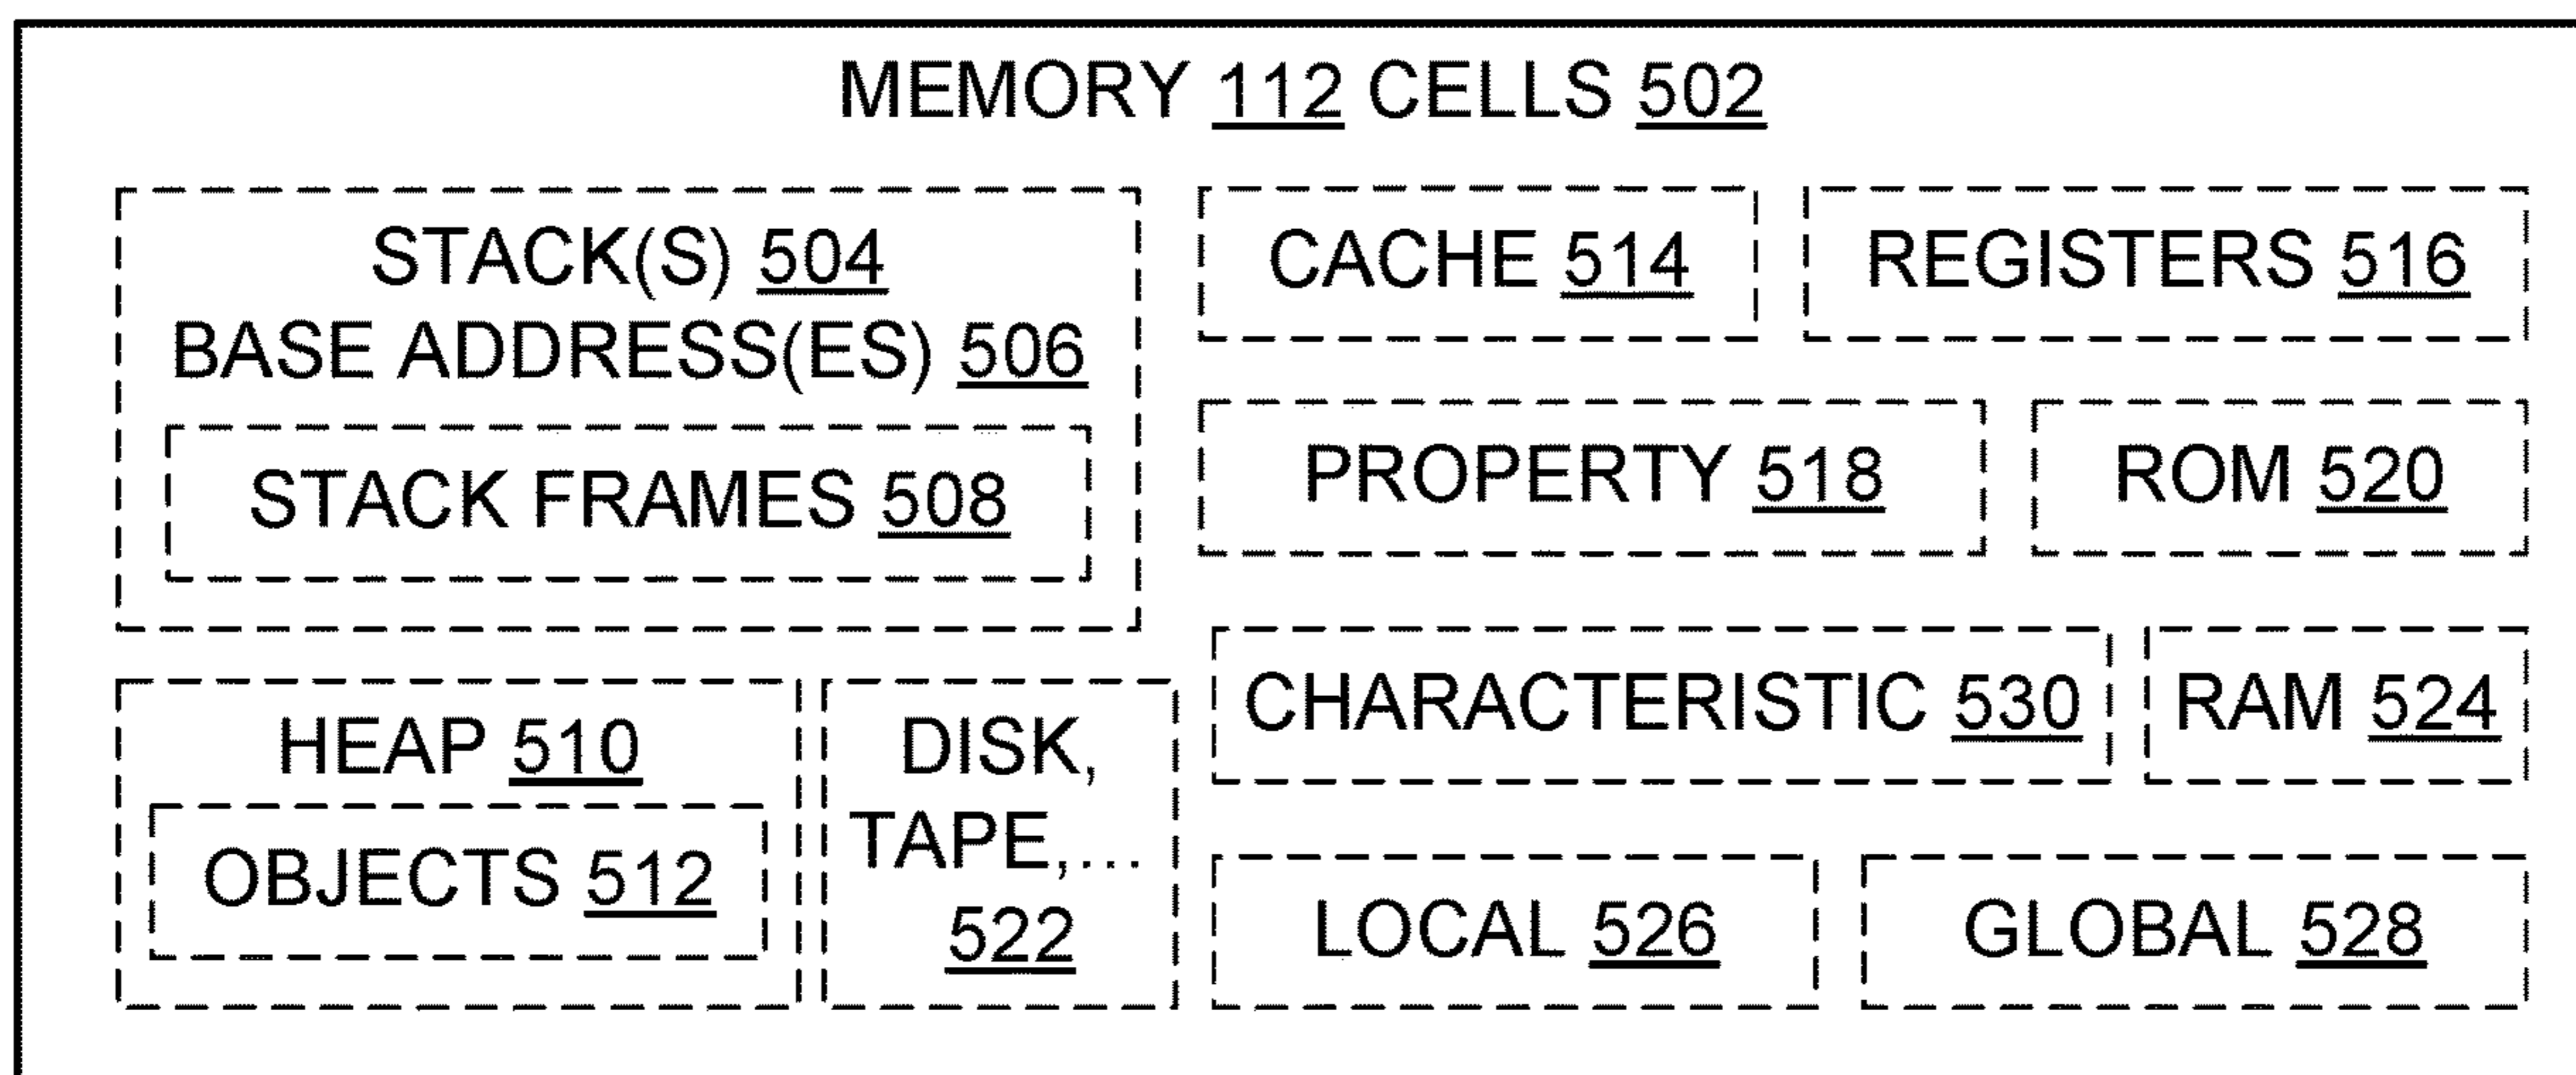 MEMORY 112 CELLS 502
STACK(S) 504
BASE ADDRESS(ES) 506
STACK FRAMES 508
CACHE 514
REGISTERS 516
PROPERTY 518
ROM 520
HEAP 510
OBJECTS 512
DISK,
TAPE,...
522
CHARACTERISTIC 530
RAM 524
LOCAL 526
GLOBAL 528